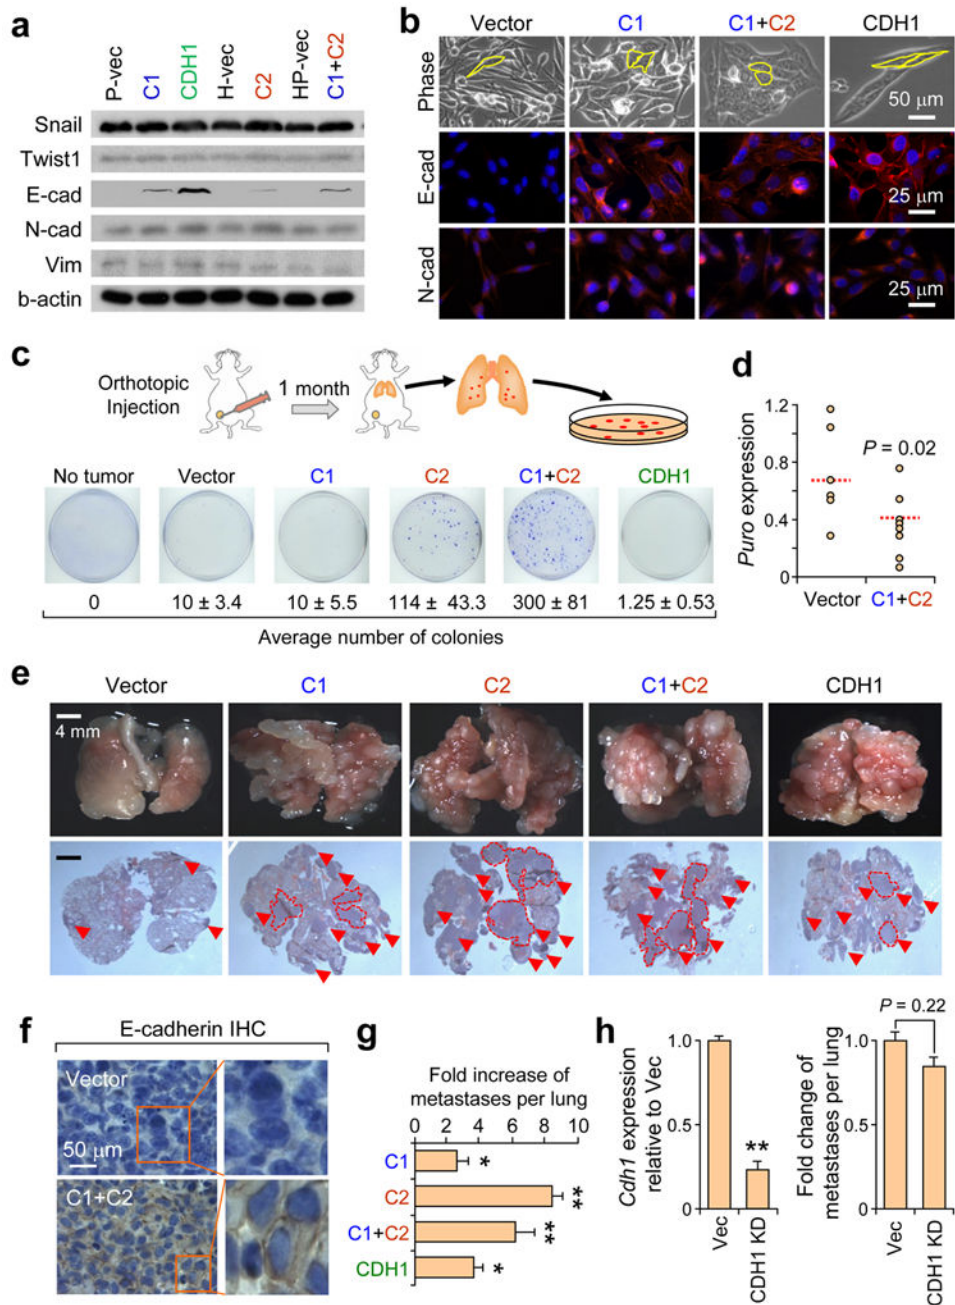 a
P-vec C1 CDH1 H-vec C2 HP-vec C1+C2
Snail
Twist1
E-cad
N-cad
Vim
b-actin
b
Vector C1 C1+C2 CDH1
Phase
50 μm
E-cad
25 μm
N-cad
25 μm
c
Orthotopic
Injection
1 month
No tumor Vector C1 C2 C1+C2 CDH1
0 10 ± 3.4 10 ± 5.5 114 ± 43.3 300 ± 81 1.25 ± 0.53
Average number of colonies
d
Puro expression
1.2
0.8
0.4
0
P = 0.02
Vector C1+C2
e
Vector C1 C2 C1+C2 CDH1
4 mm
f
E-cadherin IHC
Vector
50 μm
C1+C2
g
Fold increase of
metastases per lung
0 2 4 6 8 10
C1 *
C2 **
C1+C2 **
CDH1 *
h
Cdh1 expression
relative to Vec
1.0
0.5
0
**
Vec CDH1 KD
Fold change of
metastases per lung
P = 0.22
1.0
0.5
0
Vec CDH1 KD